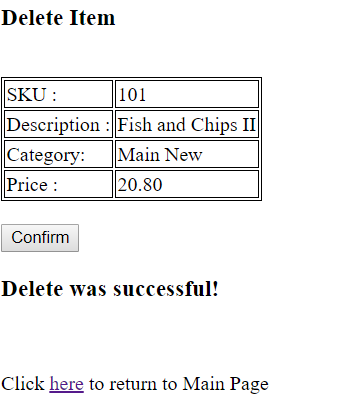 Delete Item
SKU : 101
Description : Fish and Chips II
Category: Main New
Price : 20.80
Confirm
Delete was successful!
Click here to return to Main Page